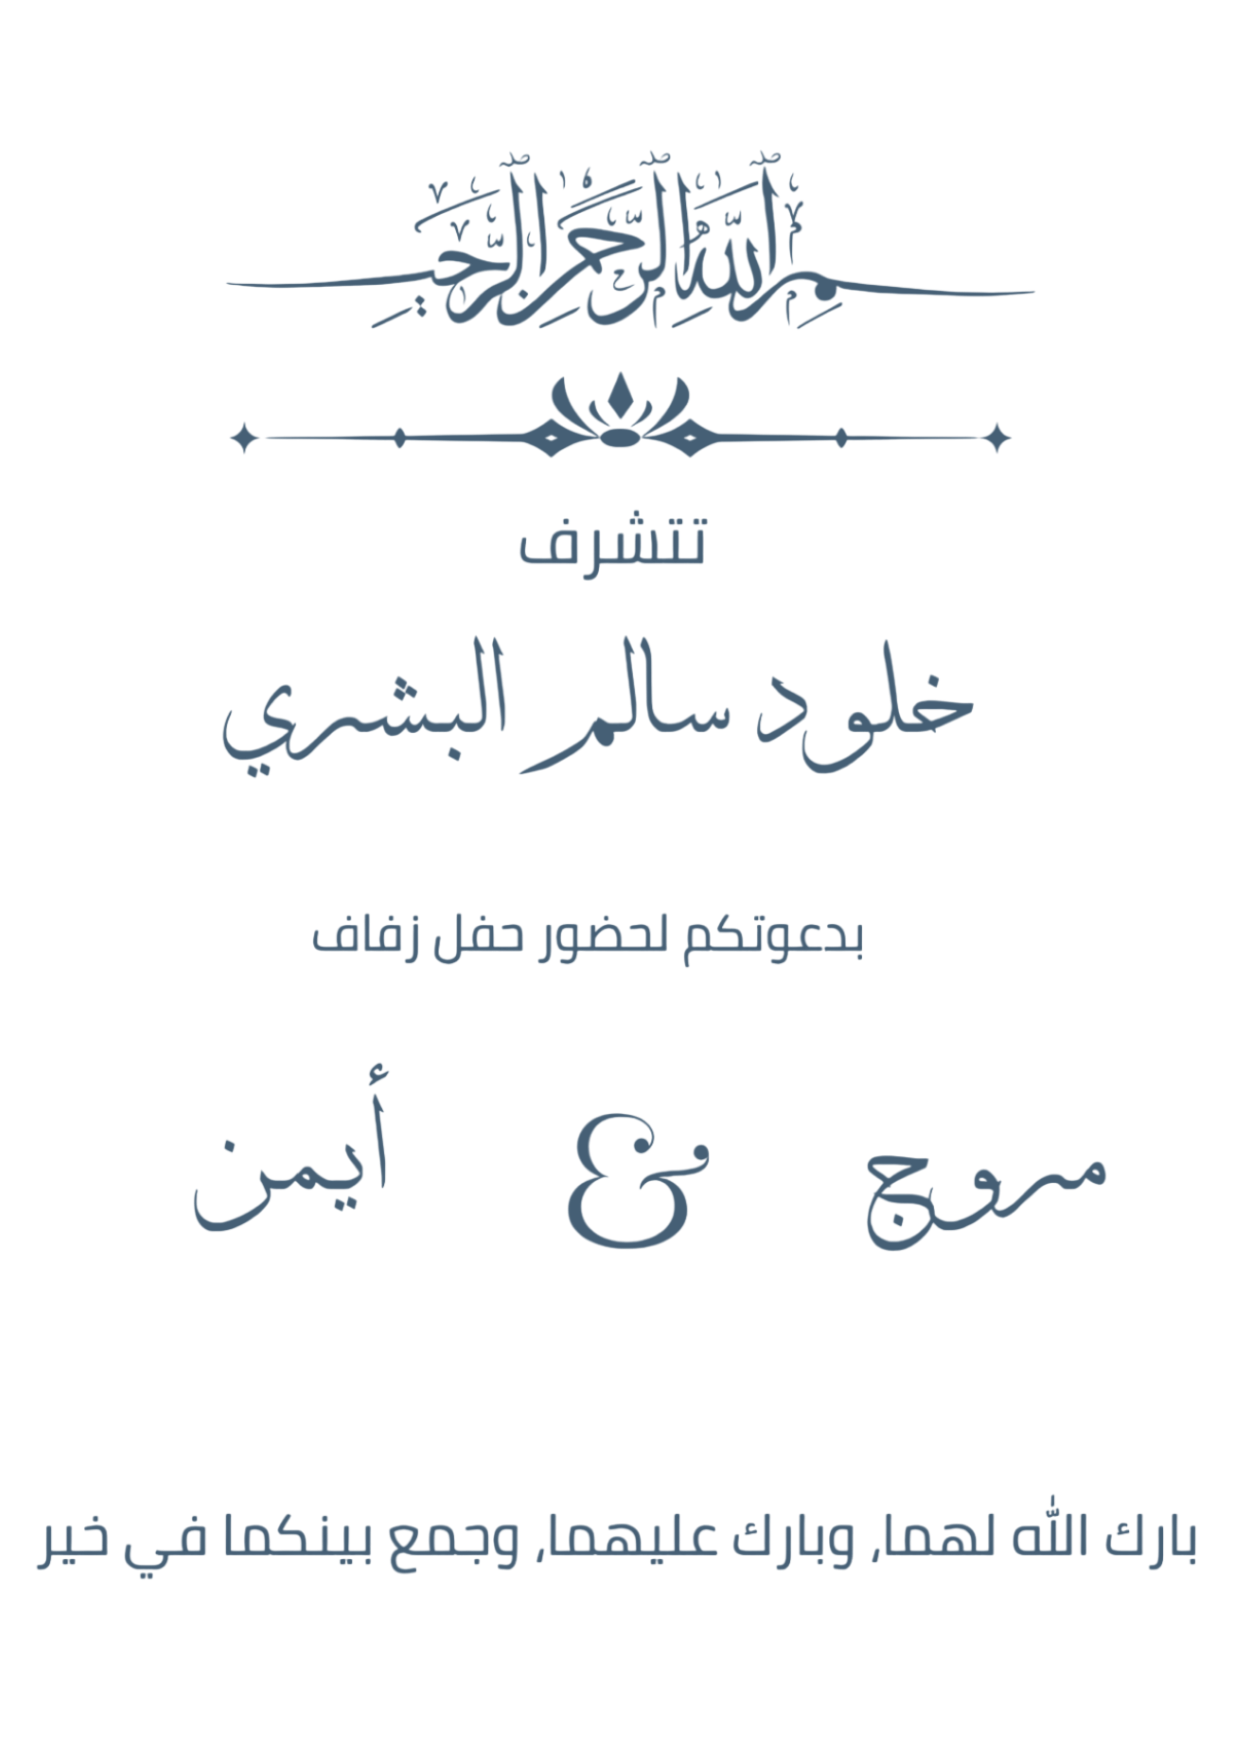 بسم الله الرحمن الرحيم
تتشرف
خلود سالم البشري
بدعوتكم لحضور حفل زفاف
مروج & أيمن
بارك الله لهما، وبارك عليهما، وجمع بينكما في خير